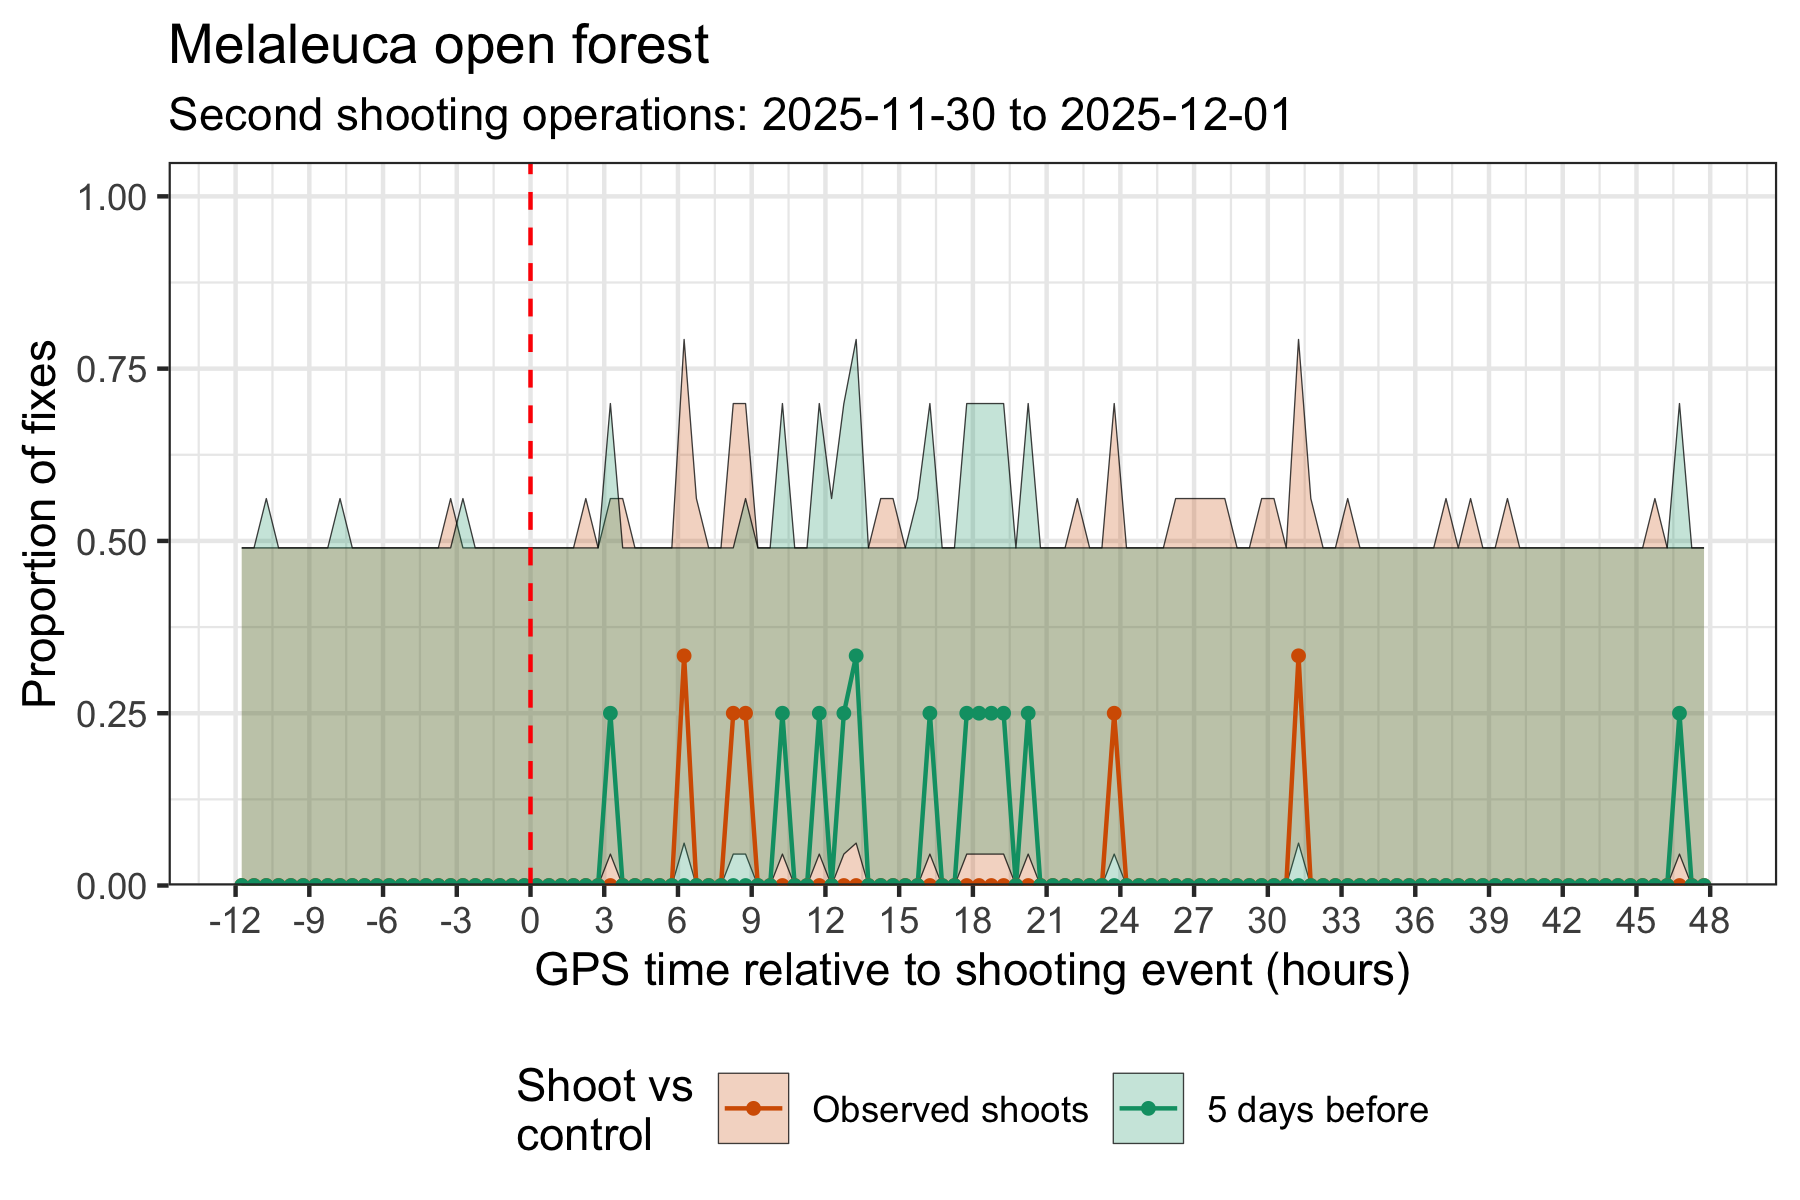 Melaleuca open forest
Second shooting operations: 2025-11-30 to 2025-12-01
Proportion of fixes
1.00
0.75
0.50
0.25
0.00
-12 -9 -6 -3 0 3 6 9 12 15 18 21 24 27 30 33 36 39 42 45 48
GPS time relative to shooting event (hours)
Shoot vs
control
Observed shoots
5 days before